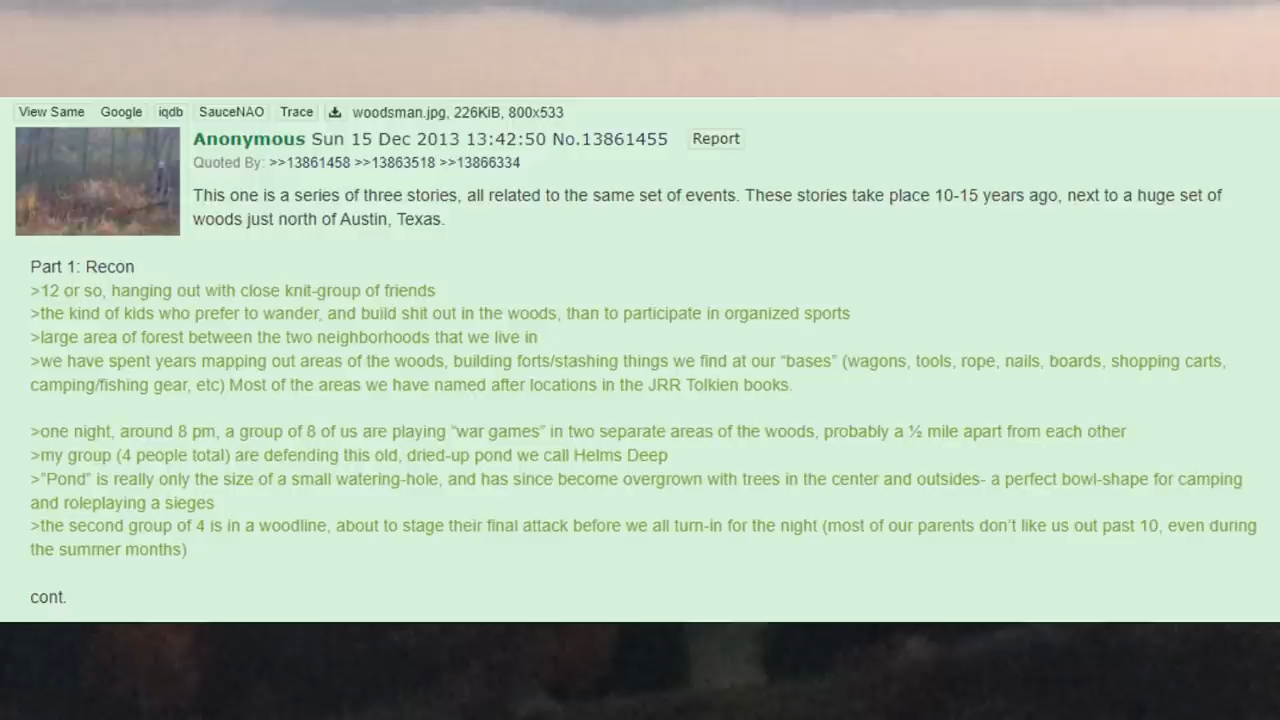 View Same Google iqdb SauceNAO Trace woodsman.jpg, 226KiB, 800x533
Anonymous Sun 15 Dec 2013 13:42:50 No.13861455 Report
Quoted By: >>13861458 >>13863518 >>13866334
This one is a series of three stories, all related to the same set of events. These stories take place 10-15 years ago, next to a huge set of
woods just north of Austin, Texas.
Part 1: Recon
>12 or so, hanging out with close knit-group of friends
>the kind of kids who prefer to wander, and build shit out in the woods, than to participate in organized sports
>large area of forest between the two neighborhoods that we live in
>we have spent years mapping out areas of the woods, building forts/stashing things we find at our “bases” (wagons, tools, rope, nails, boards, shopping carts,
camping/fishing gear, etc) Most of the areas we have named after locations in the JRR Tolkien books.
>one night, around 8 pm, a group of 8 of us are playing “war games” in two separate areas of the woods, probably a ½ mile apart from each other
>my group (4 people total) are defending this old, dried-up pond we call Helms Deep
>”Pond” is really only the size of a small watering-hole, and has since become overgrown with trees in the center and outsides- a perfect bowl-shape for camping
and roleplaying a sieges
>the second group of 4 is in a woodline, about to stage their final attack before we all turn-in for the night (most of our parents don’t like us out past 10, even during
the summer months)
cont.